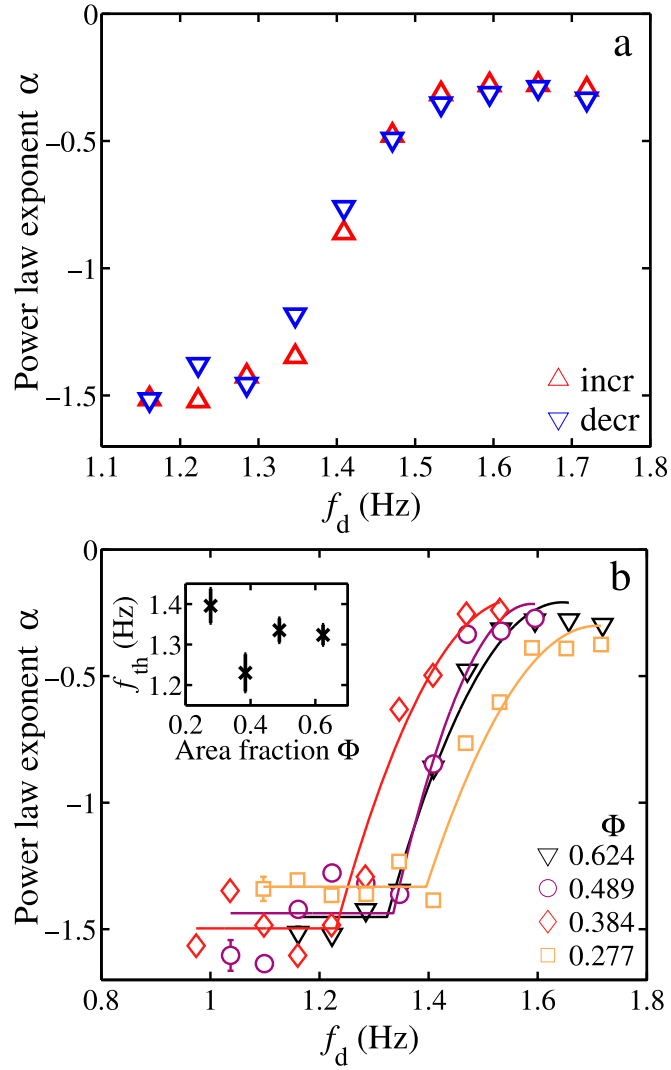 0
a
−0.5
−1
−1.5
Power law exponent α
incr
decr
1.1 1.2 1.3 1.4 1.5 1.6 1.7 1.8
f_d (Hz)
0
b
−0.5
−1
−1.5
Power law exponent α
1.4
1.3
1.2
f_th (Hz)
0.2 0.4 0.6
Area fraction Φ
Φ
0.624
0.489
0.384
0.277
0.8 1 1.2 1.4 1.6 1.8
f_d (Hz)